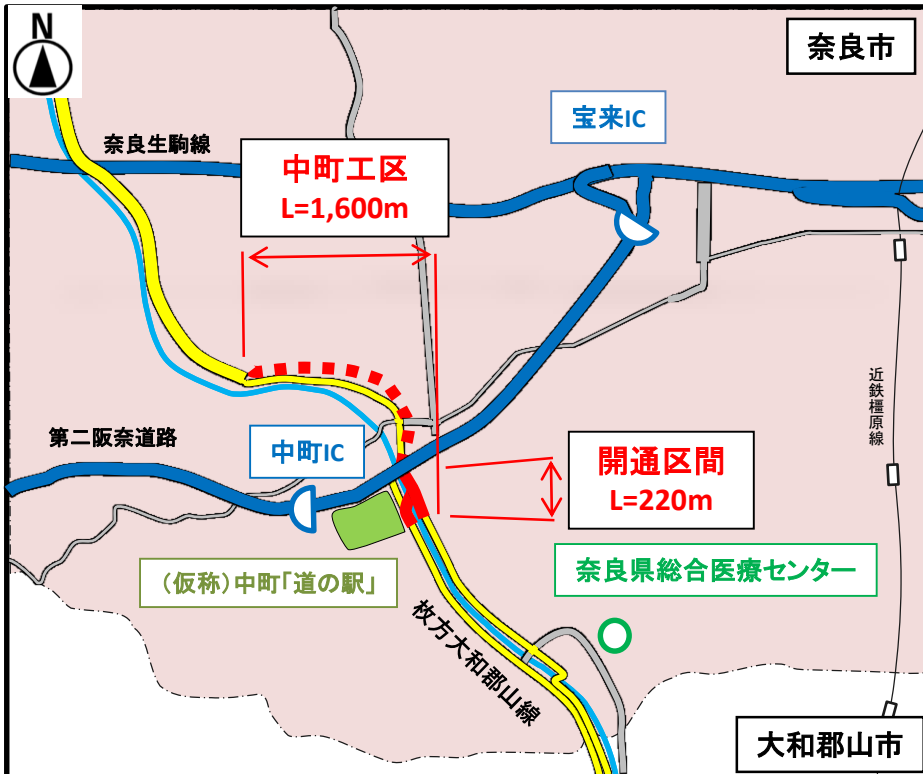 N
奈良市
宝来IC
奈良生駒線
中町工区
L=1,600m
近鉄橿原線
第二阪奈道路
中町IC
開通区間
L=220m
（仮称）中町「道の駅」
奈良県総合医療センター
枚方大和郡山線
大和郡山市